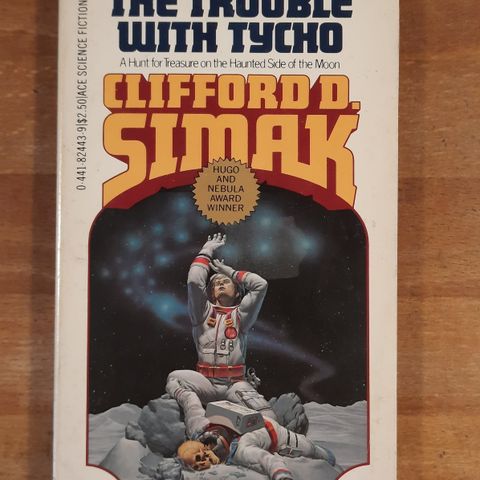 THE TROUBLE
WITH TYCHO
A Hunt for Treasure on the Haunted Side of the Moon
CLIFFORD D.
SIMAK
HUGO
AND
NEBULA
AWARD
WINNER
0-441-82443-9|$2.50|ACE SCIENCE FICTION
88